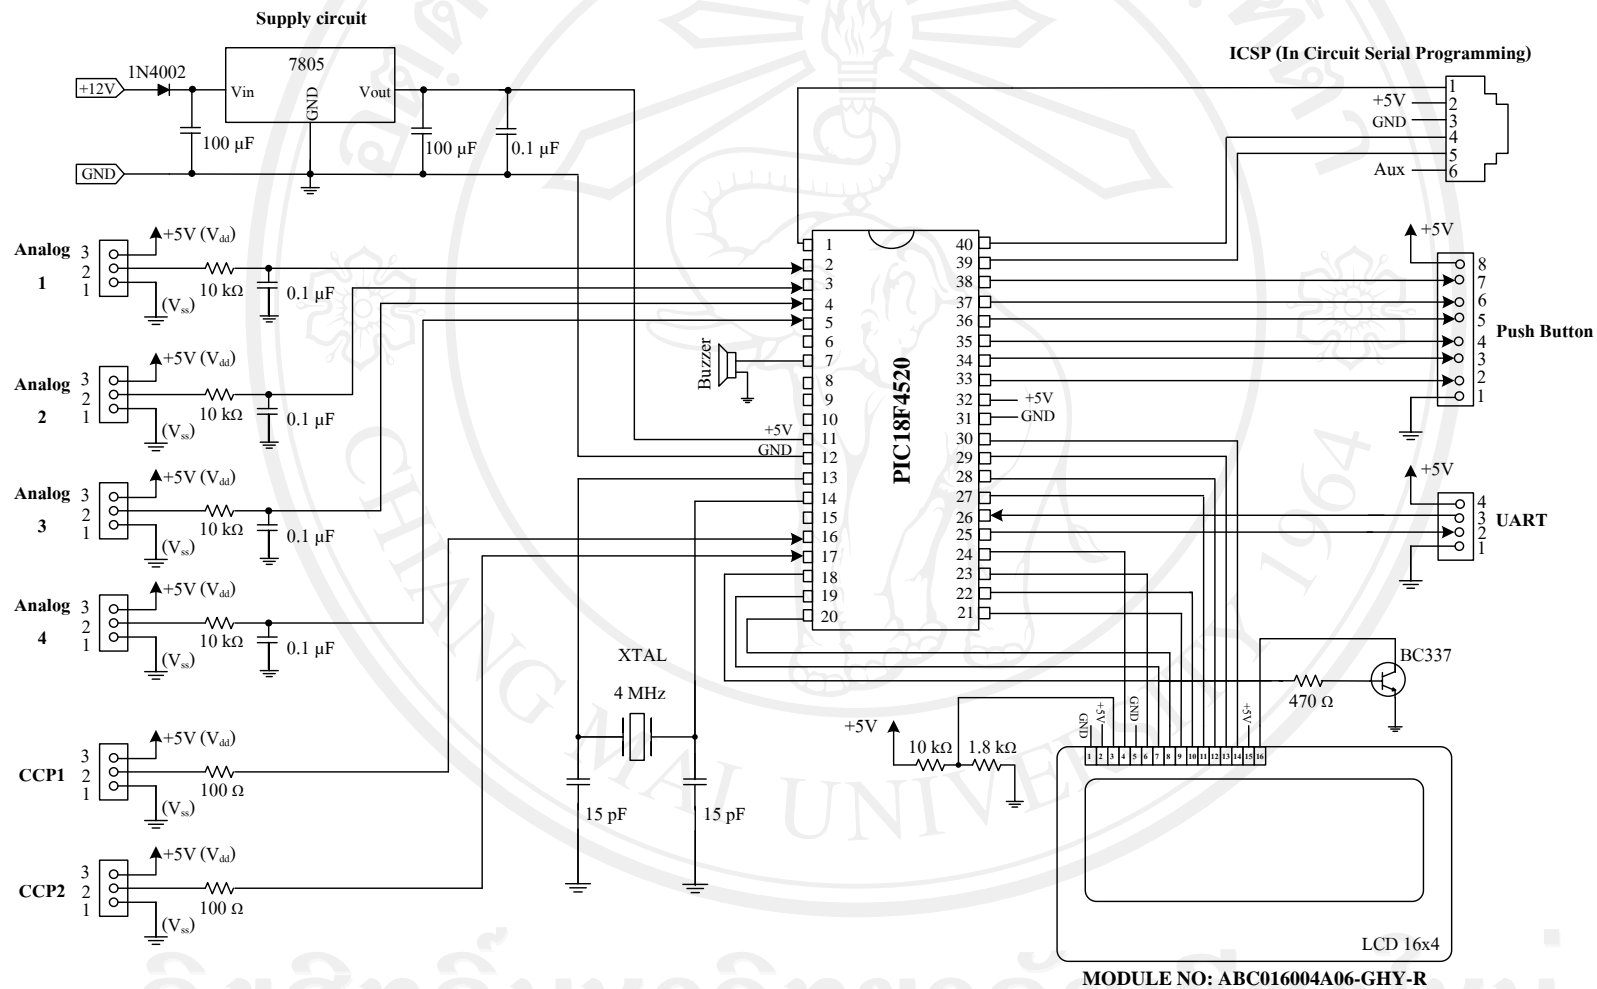 Supply circuit
ICSP (In Circuit Serial Programming)
1N4002
7805
+12V
Vin
GND
Vout
100 µF
100 µF
0.1 µF
GND
1
+5V
2
GND
3
4
5
Aux
6
Analog
1
3
2
1
+5V (Vdd)
10 kΩ
0.1 µF
(Vss)
Analog
2
3
2
1
+5V (Vdd)
10 kΩ
0.1 µF
(Vss)
Analog
3
3
2
1
+5V (Vdd)
10 kΩ
0.1 µF
(Vss)
Analog
4
3
2
1
+5V (Vdd)
10 kΩ
0.1 µF
(Vss)
CCP1
3
2
1
+5V (Vdd)
100 Ω
(Vss)
CCP2
3
2
1
+5V (Vdd)
100 Ω
(Vss)
Buzzer
+5V
GND
PIC18F4520
1
2
3
4
5
6
7
8
9
10
11
12
13
14
15
16
17
18
19
20
40
39
38
37
36
35
34
33
32
31
30
29
28
27
26
25
24
23
22
21
+5V
GND
+5V
8
7
6
5
4
3
2
1
Push Button
+5V
4
3
2
1
UART
XTAL
4 MHz
15 pF
15 pF
BC337
470 Ω
+5V
10 kΩ
1.8 kΩ
GND
+5V
GND
+5V
1 2 3 4 5 6 7 8 9 10 11 12 13 14 15 16
LCD 16x4
MODULE NO: ABC016004A06-GHY-R
CHIANG MAI UNIVERSITY 1964